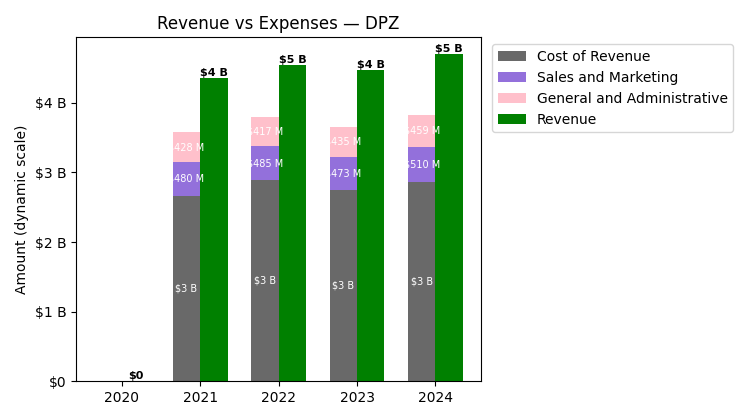 Revenue vs Expenses — DPZ
Amount (dynamic scale)
$4 B
$3 B
$2 B
$1 B
$0
2020
2021
2022
2023
2024
$0
$4 B
$5 B
$4 B
$5 B
$428 M
$417 M
$435 M
$459 M
$480 M
$485 M
$473 M
$510 M
$3 B
$3 B
$3 B
$3 B
Cost of Revenue
Sales and Marketing
General and Administrative
Revenue